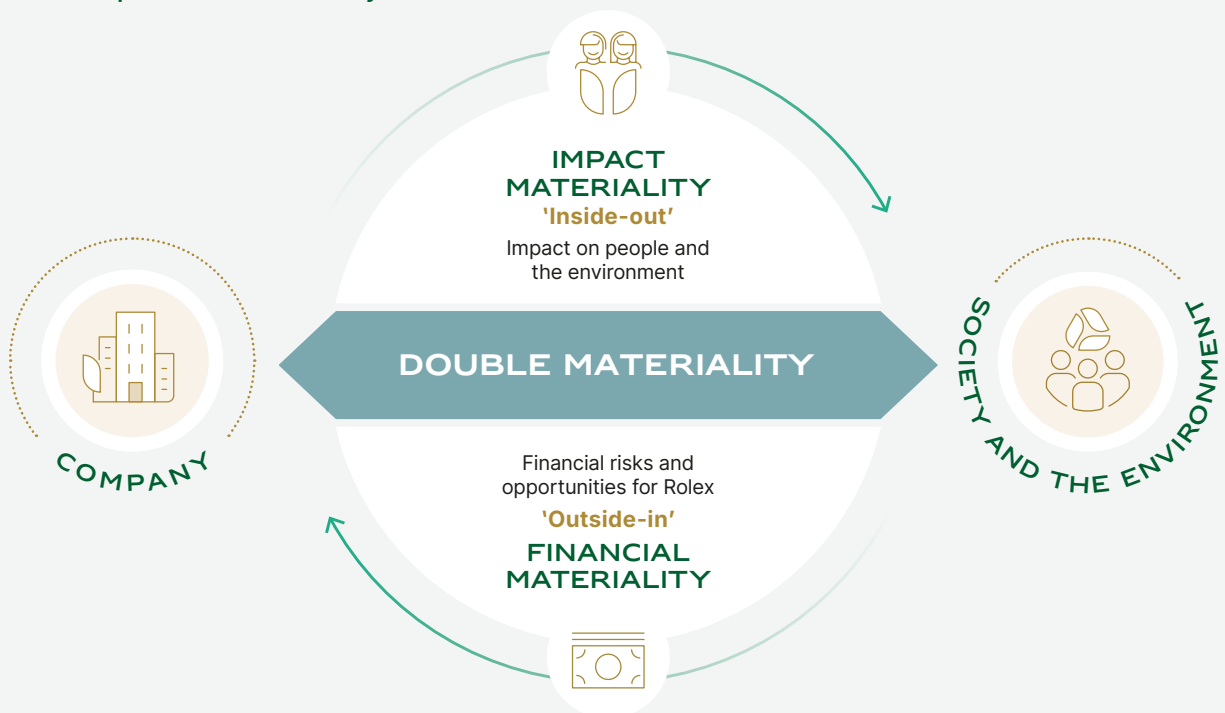 IMPACT
MATERIALITY
‘Inside-out’
Impact on people and
the environment
COMPANY
DOUBLE MATERIALITY
SOCIETY AND THE ENVIRONMENT
Financial risks and
opportunities for Rolex
‘Outside-in’
FINANCIAL
MATERIALITY